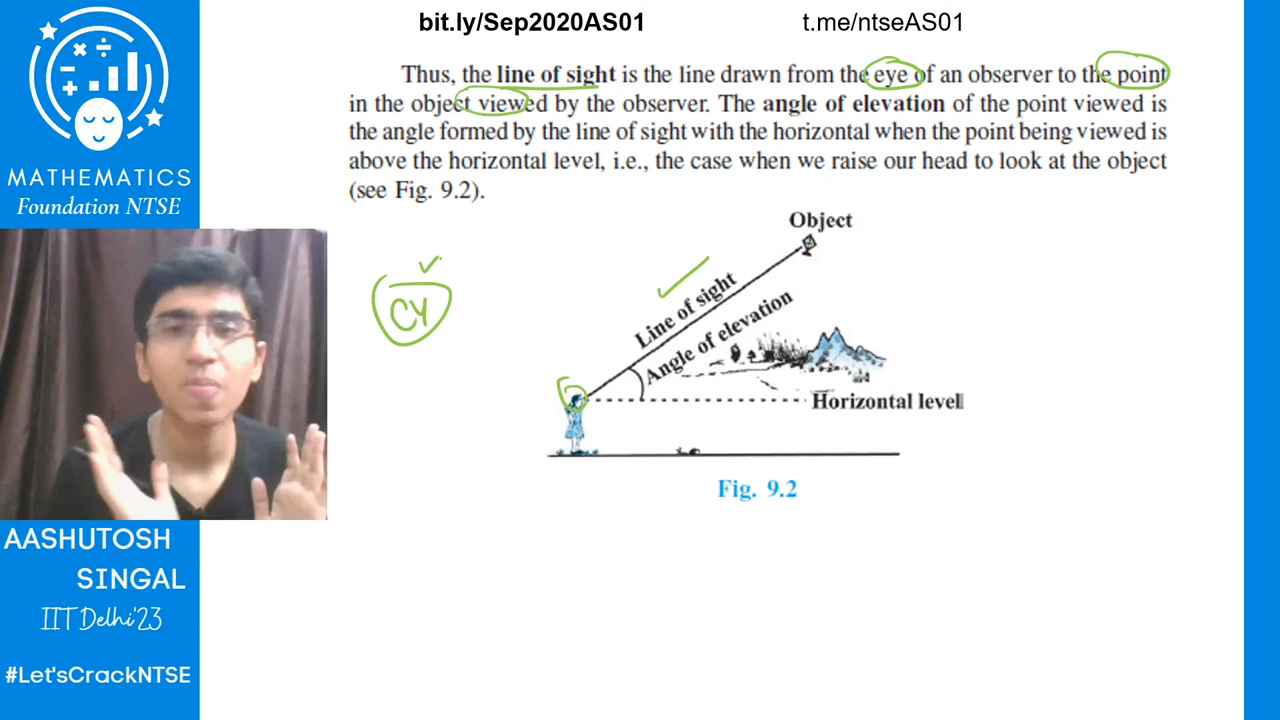 bit.ly/Sep2020AS01
t.me/ntseAS01
Thus, the line of sight is the line drawn from the eye of an observer to the point
in the object viewed by the observer. The angle of elevation of the point viewed is
the angle formed by the line of sight with the horizontal when the point being viewed is
above the horizontal level, i.e., the case when we raise our head to look at the object
(see Fig. 9.2).
MATHEMATICS
Foundation NTSE
Object
Line of sight
Angle of elevation
Horizontal level
Fig. 9.2
AASHUTOSH
SINGAL
IIT Delhi'23
#Let'sCrackNTSE